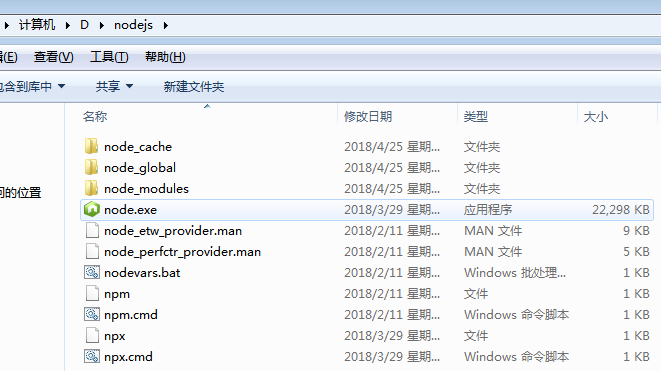 计算机 D nodejs
(E) 查看(V) 工具(T) 帮助(H)
含到库中 共享 新建文件夹
名称 修改日期 类型 大小
node_cache 2018/4/25 星期... 文件夹
node_global 2018/4/25 星期... 文件夹
node_modules 2018/4/25 星期... 文件夹
问的位置
node.exe 2018/3/29 星期... 应用程序 22,298 KB
node_etw_provider.man 2018/2/11 星期... MAN 文件 9 KB
node_perfctr_provider.man 2018/2/11 星期... MAN 文件 5 KB
nodevars.bat 2018/2/11 星期... Windows 批处理... 1 KB
npm 2018/2/11 星期... 文件 1 KB
npm.cmd 2018/2/11 星期... Windows 命令脚本 1 KB
npx 2018/3/29 星期... 文件 1 KB
npx.cmd 2018/3/29 星期... Windows 命令脚本 1 KB